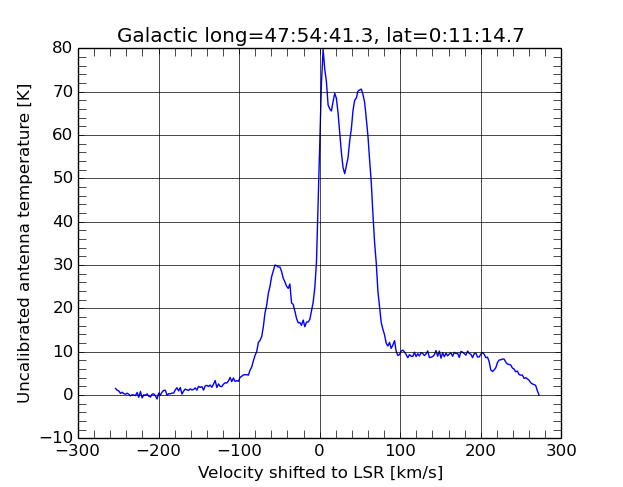 Galactic long=47:54:41.3, lat=0:11:14.7
Uncalibrated antenna temperature [K]
80
70
60
50
40
30
20
10
0
−10
−300 −200 −100 0 100 200 300
Velocity shifted to LSR [km/s]